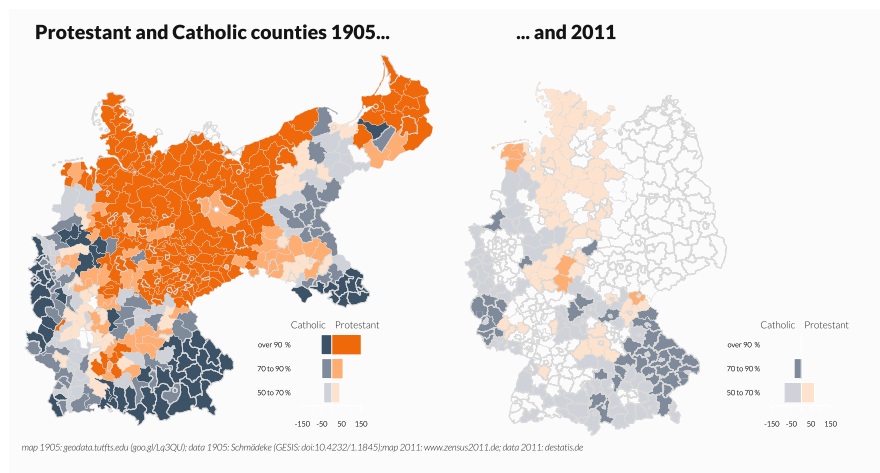 Protestant and Catholic counties 1905...
... and 2011
Catholic Protestant
over 90 %
70 to 90 %
50 to 70 %
-150 -50 50 150
Catholic Protestant
over 90 %
70 to 90 %
50 to 70 %
-150 -50 50 150
map 1905: geodata.tutfts.edu (goo.gl/Lq3QU); data 1905: Schmädeke (GESIS: doi:10.4232/1.1845);map 2011: www.zensus2011.de; data 2011: destatis.de